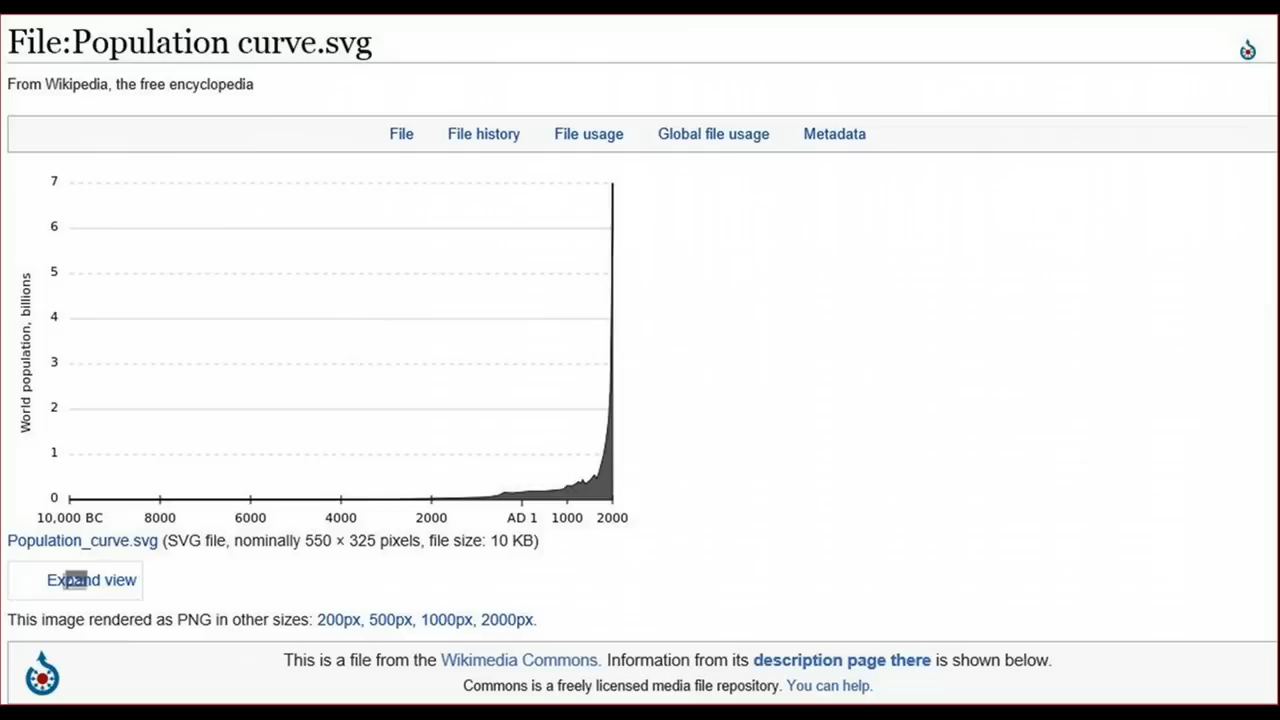 File:Population curve.svg
From Wikipedia, the free encyclopedia
File File history File usage Global file usage Metadata
7
6
5
4
3
2
1
0
World population, billions
10,000 BC 8000 6000 4000 2000 AD 1 1000 2000
Population_curve.svg (SVG file, nominally 550 × 325 pixels, file size: 10 KB)
Expand view
This image rendered as PNG in other sizes: 200px, 500px, 1000px, 2000px.
This is a file from the Wikimedia Commons. Information from its description page there is shown below.
Commons is a freely licensed media file repository. You can help.